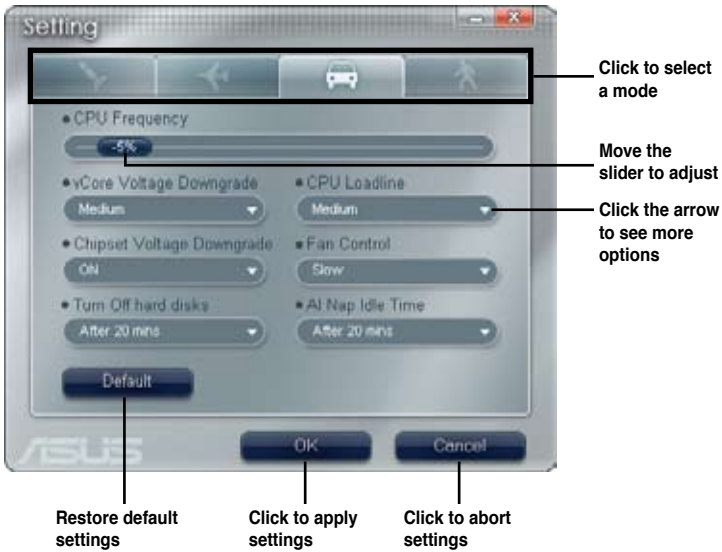 Setting
Click to select
a mode
CPU Frequency
-5%
Move the
slider to adjust
vCore Voltage Downgrade
CPU Loadline
Medium
Medium
Click the arrow
to see more
options
Chipset Voltage Downgrade
Fan Control
ON
Slow
Turn Off hard disks
AI Nap Idle Time
After 20 mins
After 20 mins
Default
ASUS
OK
Cancel
Restore default
settings
Click to apply
settings
Click to abort
settings